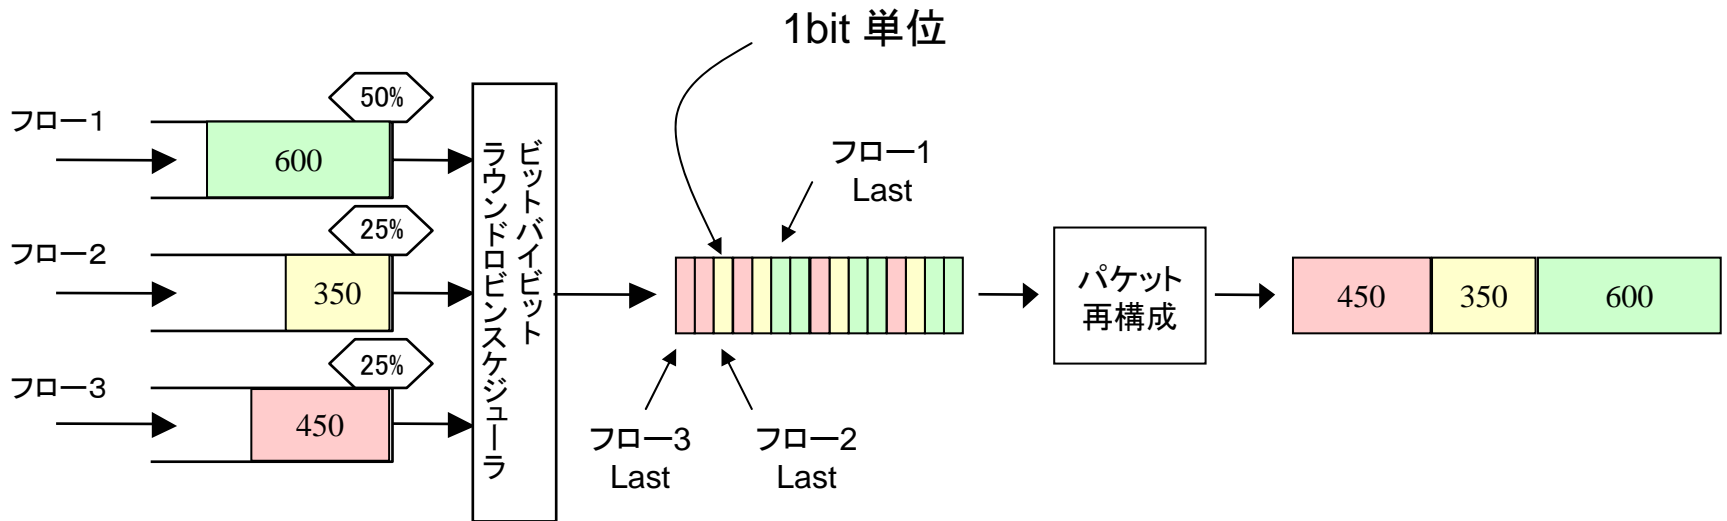 1bit 単位
フロー1
50%
600
フロー2
25%
350
フロー3
25%
450
ビットバイビット
ラウンドロビンスケジューラ
フロー1
Last
フロー3
Last
フロー2
Last
パケット
再構成
450
350
600